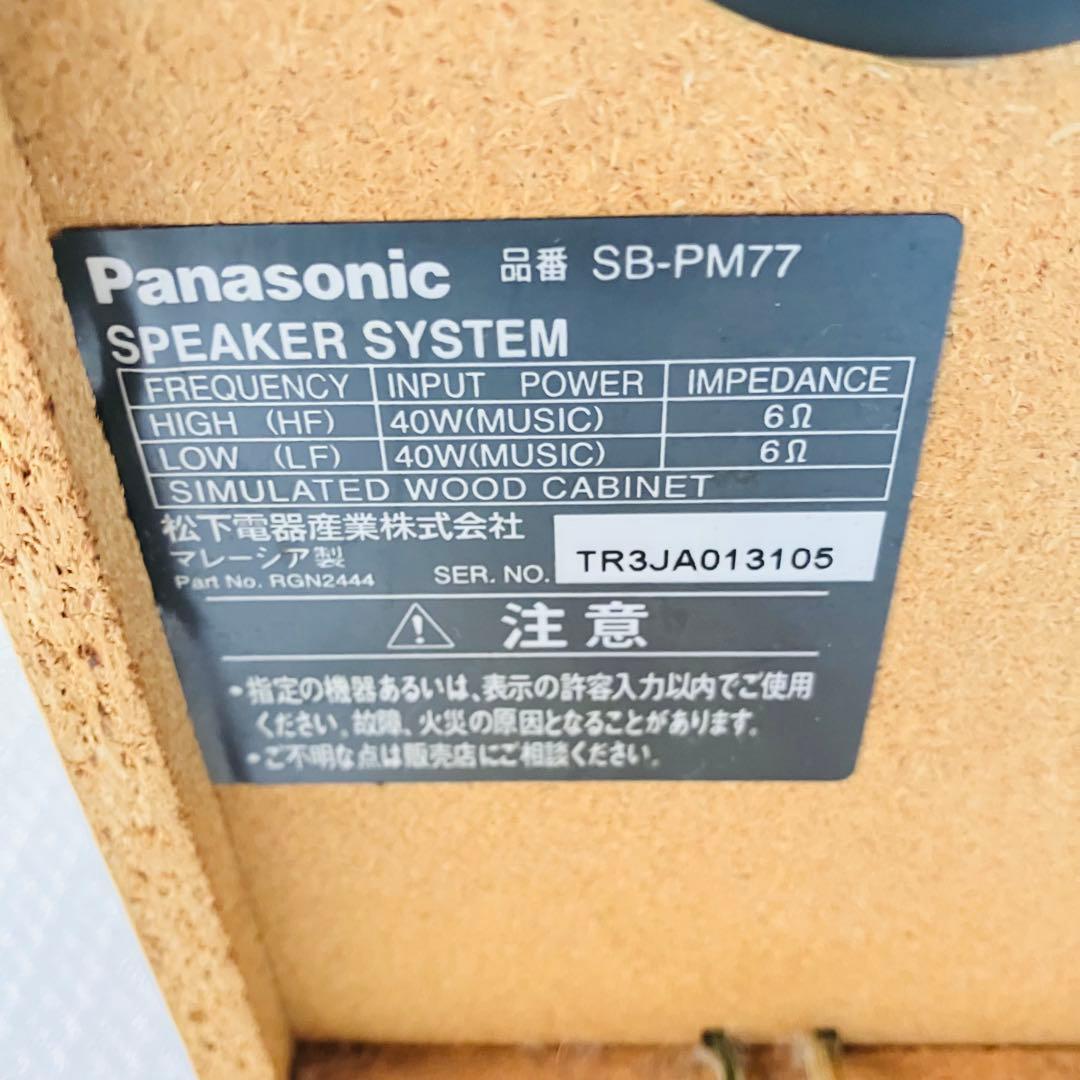 Panasonic 品番 SB-PM77
SPEAKER SYSTEM
FREQUENCY INPUT POWER IMPEDANCE
HIGH (HF) 40W(MUSIC) 6Ω
LOW (LF) 40W(MUSIC) 6Ω
SIMULATED WOOD CABINET
松下電器産業株式会社
マレーシア製
Part No. RGN2444 SER. NO. TR3JA013105
注意
•指定の機器あるいは、表示の許容入力以内でご使用
ください。故障、火災の原因となることがあります。
•ご不明な点は販売店にご相談ください。